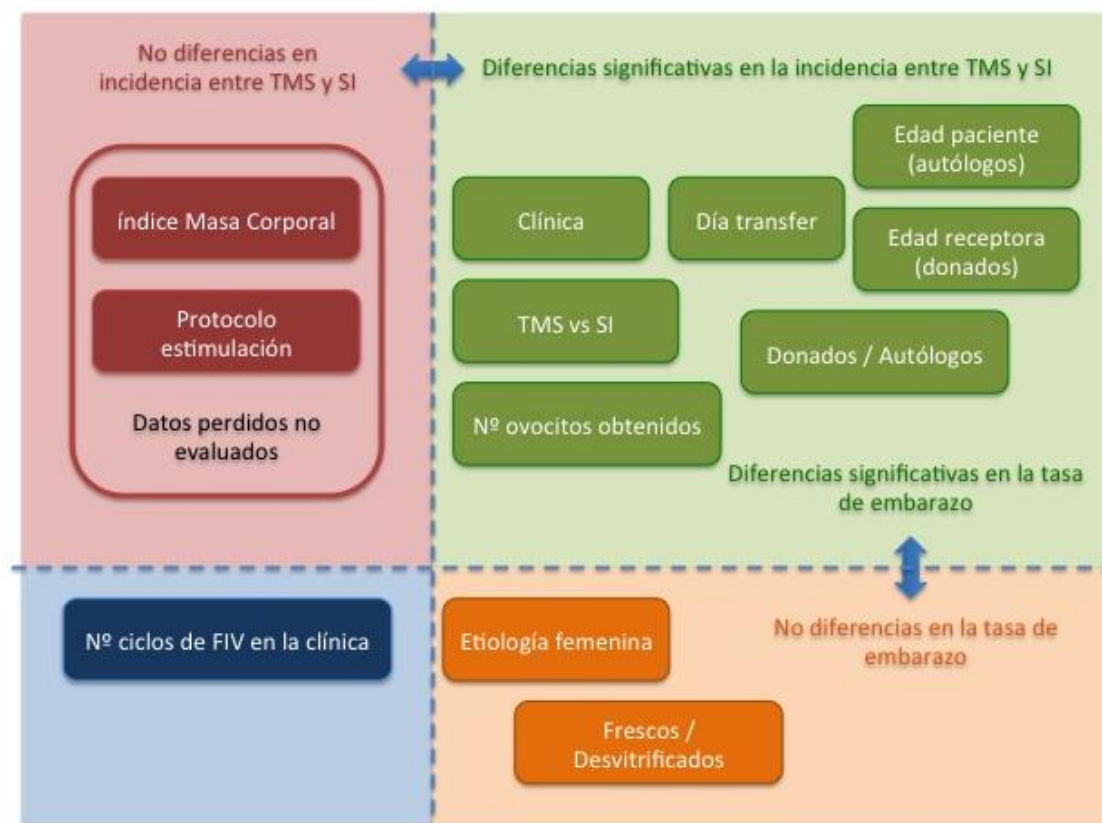 No diferencias en
incidencia entre TMS y SI
Diferencias significativas en la incidencia entre TMS y SI
índice Masa Corporal
Protocolo
estimulación
Datos perdidos no
evaluados
Clínica
Día transfer
Edad paciente
(autólogos)
Edad receptora
(donados)
TMS vs SI
Donados / Autólogos
Nº ovocitos obtenidos
Diferencias significativas en la tasa
de embarazo
Nº ciclos de FIV en la clínica
Etiología femenina
No diferencias en la tasa de
embarazo
Frescos /
Desvitrificados